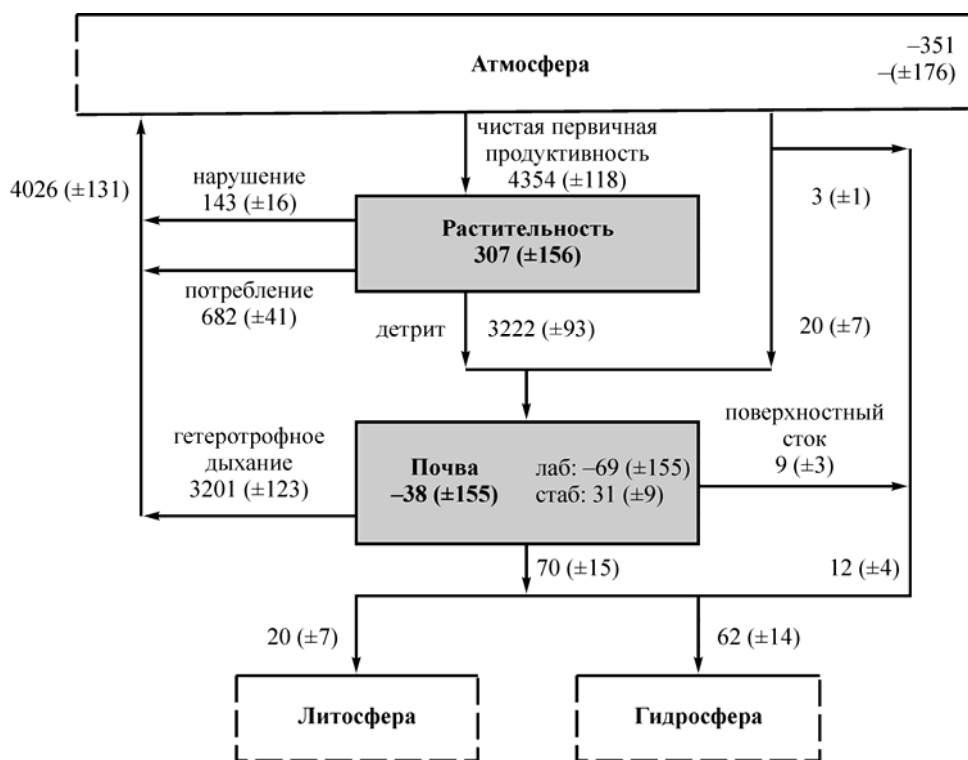 Атмосфера
–351
–(±176)
чистая первичная
продуктивность
4354 (±118)
4026 (±131)
нарушение
143 (±16)
3 (±1)
Растительность
307 (±156)
потребление
682 (±41)
детрит
3222 (±93)
20 (±7)
гетеротрофное
дыхание
3201 (±123)
Почва
–38 (±155)
лаб: –69 (±155)
стаб: 31 (±9)
поверхностный
сток
9 (±3)
70 (±15)
12 (±4)
20 (±7)
62 (±14)
Литосфера
Гидросфера